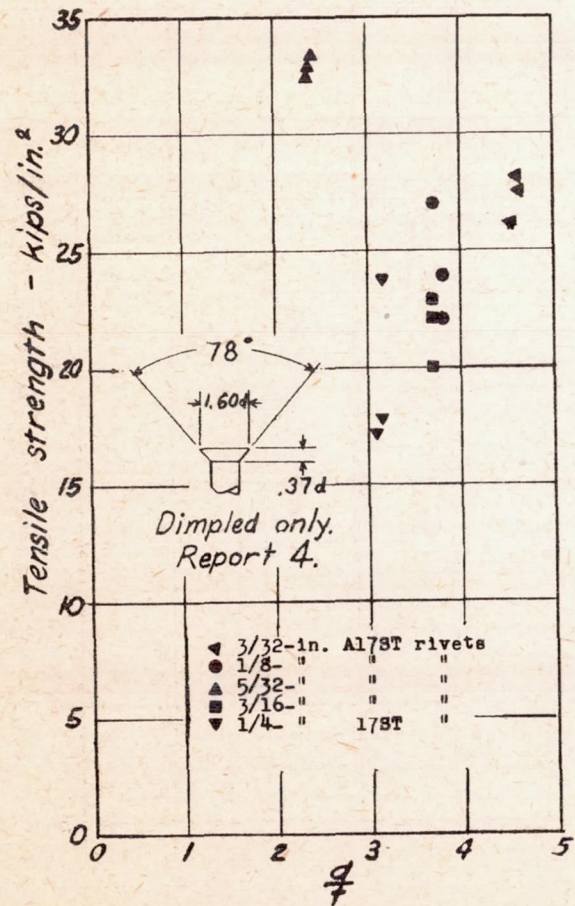 35
30
25
20
15
10
5
0
Tensile strength - kips/in.²
78°
1.60d
.37d
Dimpled only.
Report 4.
3/32-in. A17ST rivets
1/8- " " "
5/32- " " "
3/16- " " "
1/4- " 17ST "
0 1 2 3 4 5
d/t